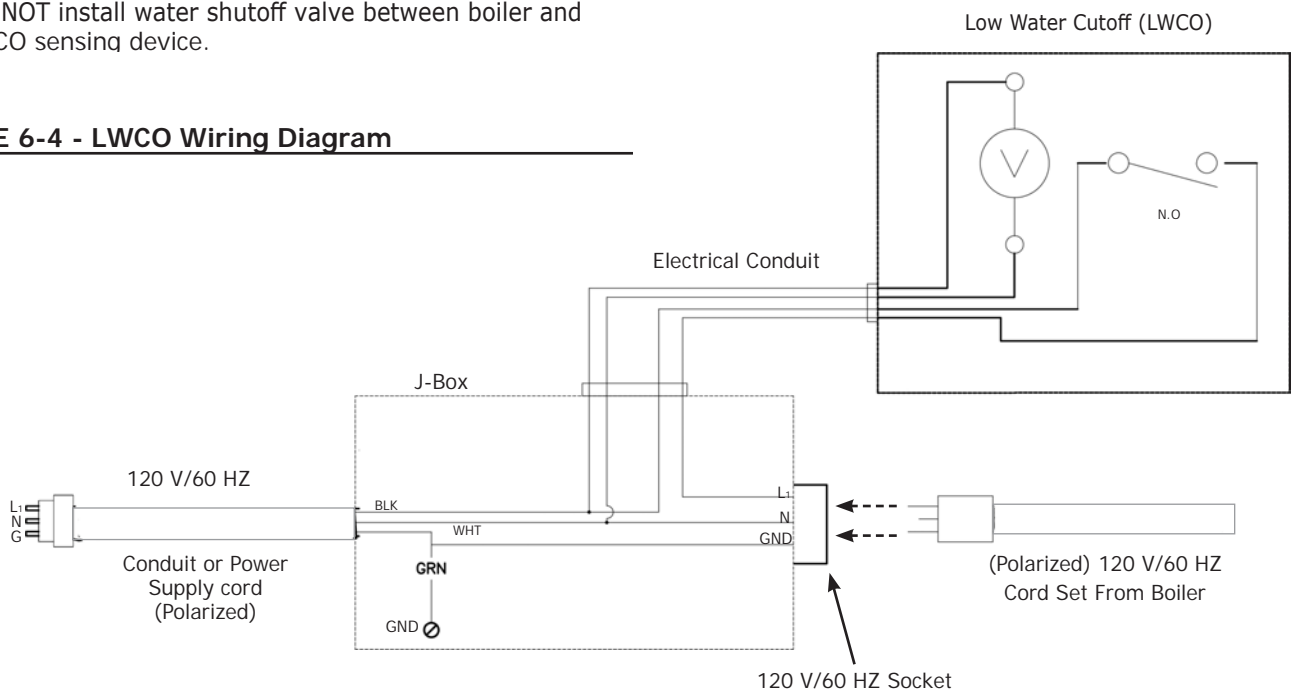 NOT install water shutoff valve between boiler and
CO sensing device.
E 6-4 - LWCO Wiring Diagram
Low Water Cutoff (LWCO)
V
N.O
Electrical Conduit
J-Box
120 V/60 HZ
L1
N
G
BLK
WHT
GRN
GND
L1
N
GND
Conduit or Power
Supply cord
(Polarized)
(Polarized) 120 V/60 HZ
Cord Set From Boiler
120 V/60 HZ Socket